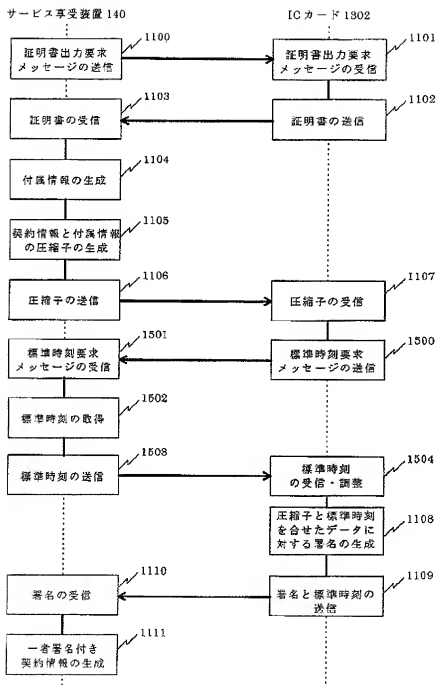 サービス享受装置140
ICカード1302
1100
証明書出力要求
メッセージの送信
1101
証明書出力要求
メッセージの受信
1103
証明書の受信
1102
証明書の送信
1104
付属情報の生成
1105
契約情報と付属情報
の圧縮子の生成
1106
圧縮子の送信
1107
圧縮子の受信
1501
標準時刻要求
メッセージの受信
1500
標準時刻要求
メッセージの送信
1502
標準時刻の取得
1503
標準時刻の送信
1504
標準時刻
の受信・調整
1108
圧縮子と標準時刻
を合せたデータに
対する署名の生成
1110
署名の受信
1109
署名と標準時刻の
送信
1111
一者署名付き
契約情報の生成